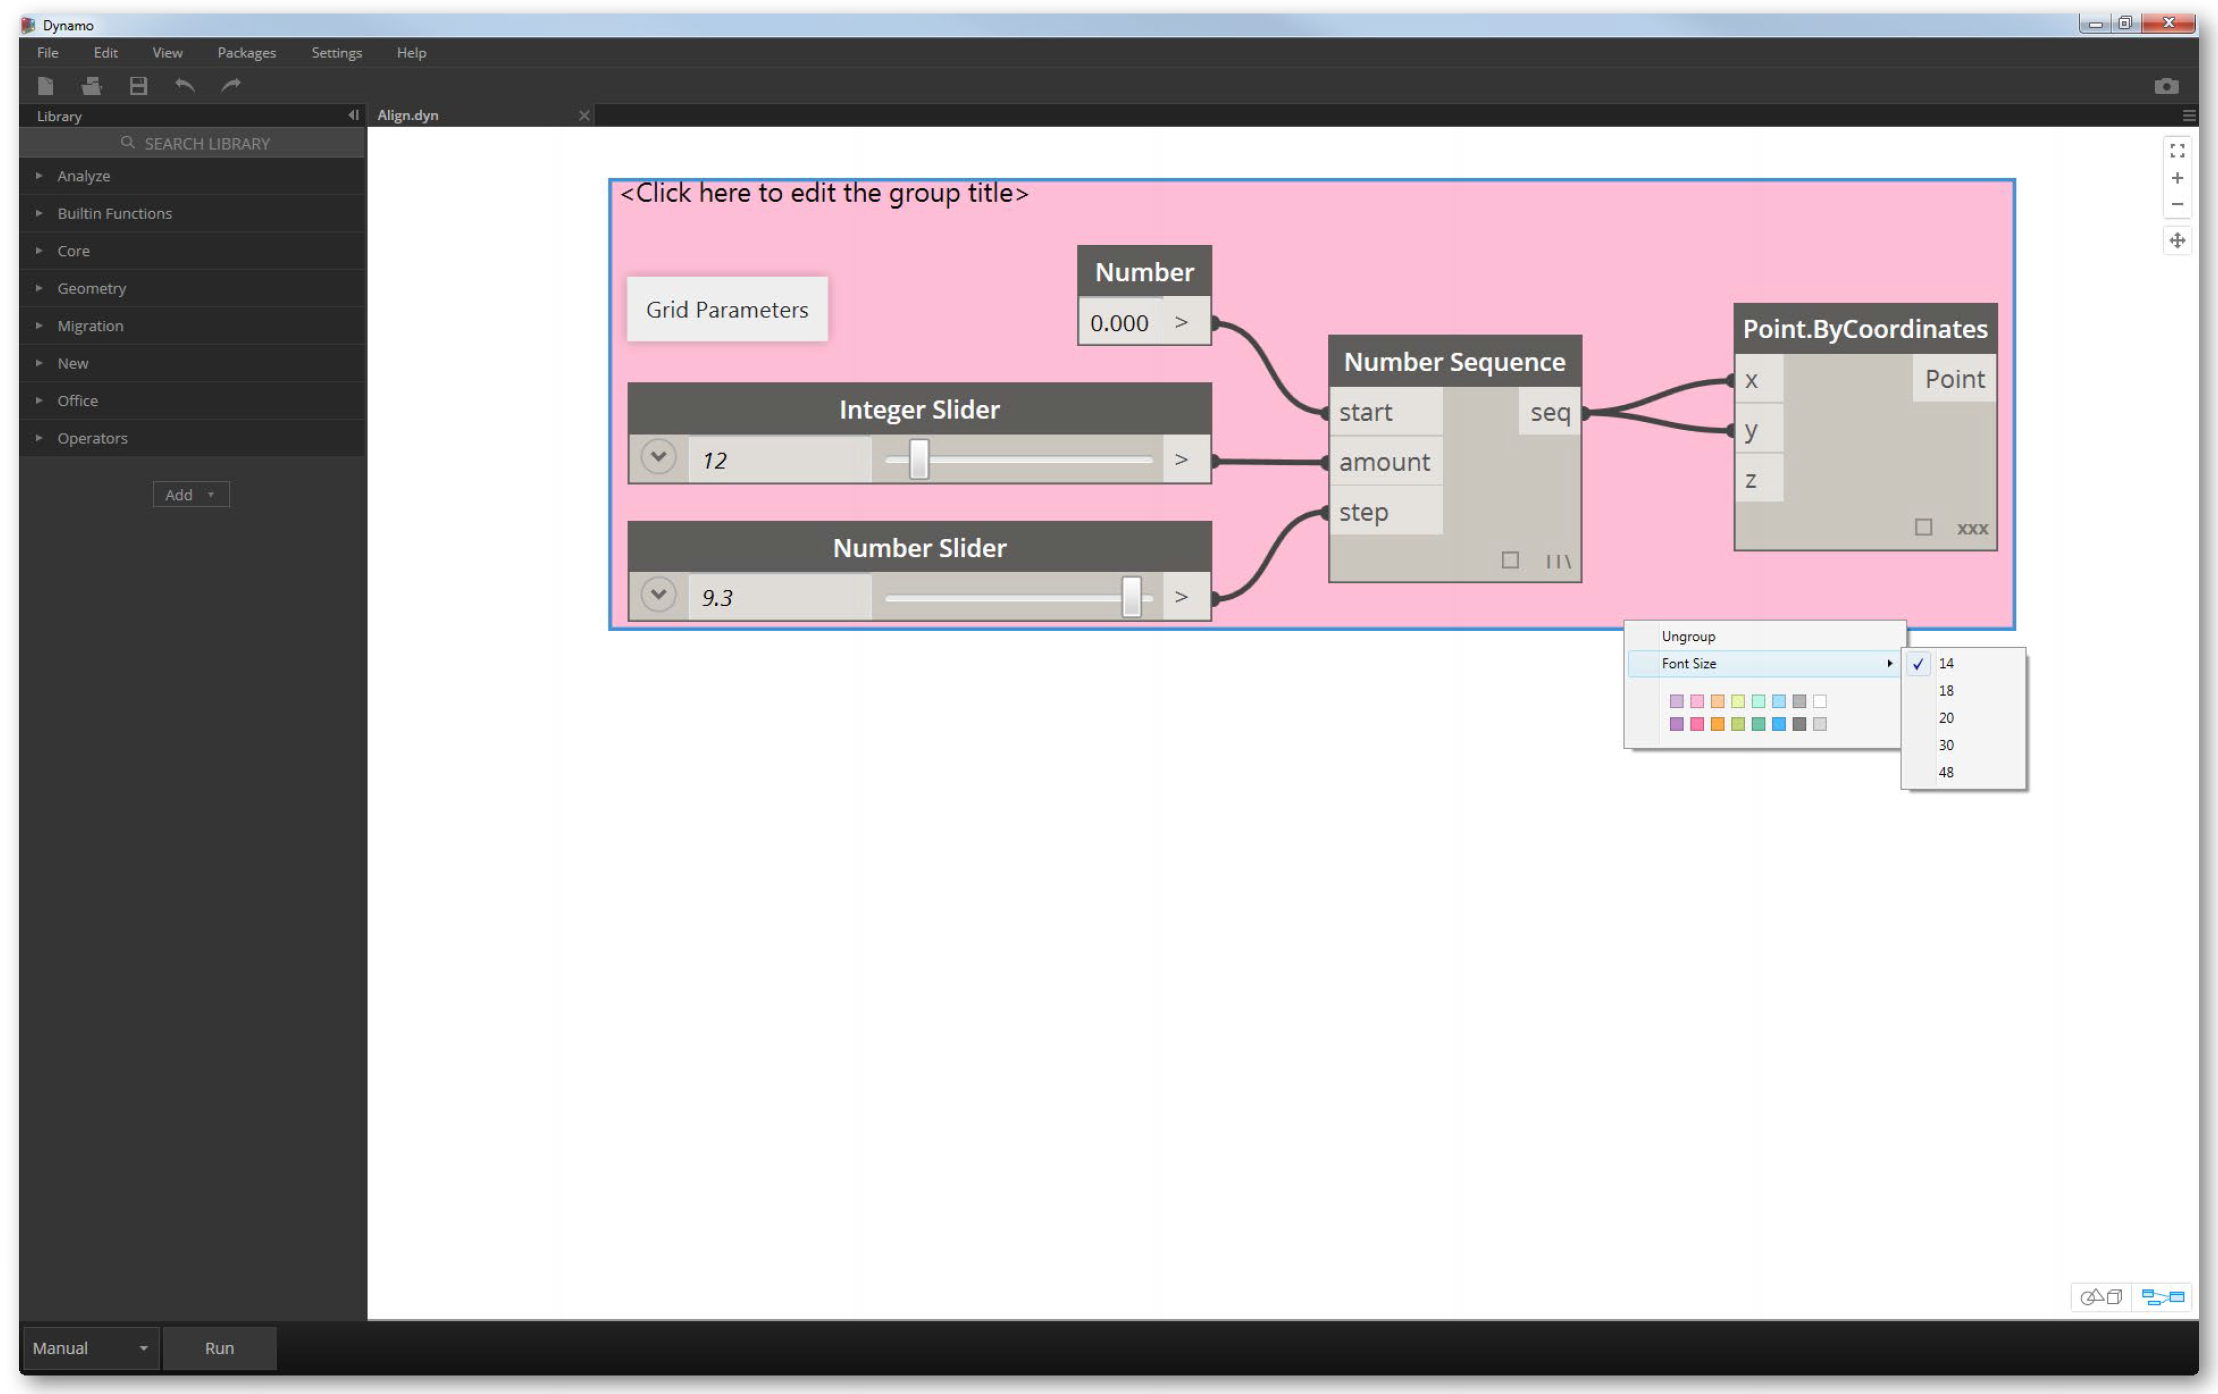 Dynamo
File Edit View Packages Settings Help
Library
Align.dyn
SEARCH LIBRARY
Analyze
Builtin Functions
Core
Geometry
Migration
New
Office
Operators
Add
<Click here to edit the group title>
Grid Parameters
Number
0.000 >
Integer Slider
12 >
Number Slider
9.3 >
Number Sequence
start seq
amount
step
| | \
Point.ByCoordinates
x Point
y
z
xxx
Ungroup
Font Size
14
18
20
30
48
Manual
Run